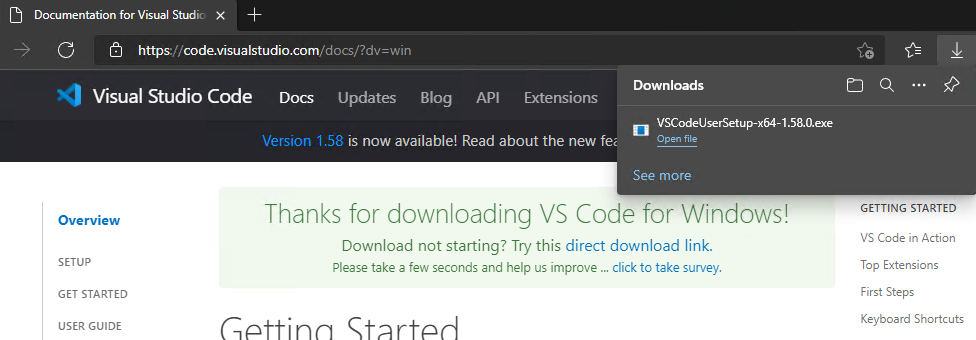 Documentation for Visual Studio
https://code.visualstudio.com/docs/?dv=win
Visual Studio Code Docs Updates Blog API Extensions
Version 1.58 is now available! Read about the new fea
Downloads
VSCodeUserSetup-x64-1.58.0.exe
Open file
See more
Overview
SETUP
GET STARTED
USER GUIDE
Thanks for downloading VS Code for Windows!
Download not starting? Try this direct download link.
Please take a few seconds and help us improve ... click to take survey.
Getting Started
GETTING STARTED
VS Code in Action
Top Extensions
First Steps
Keyboard Shortcuts